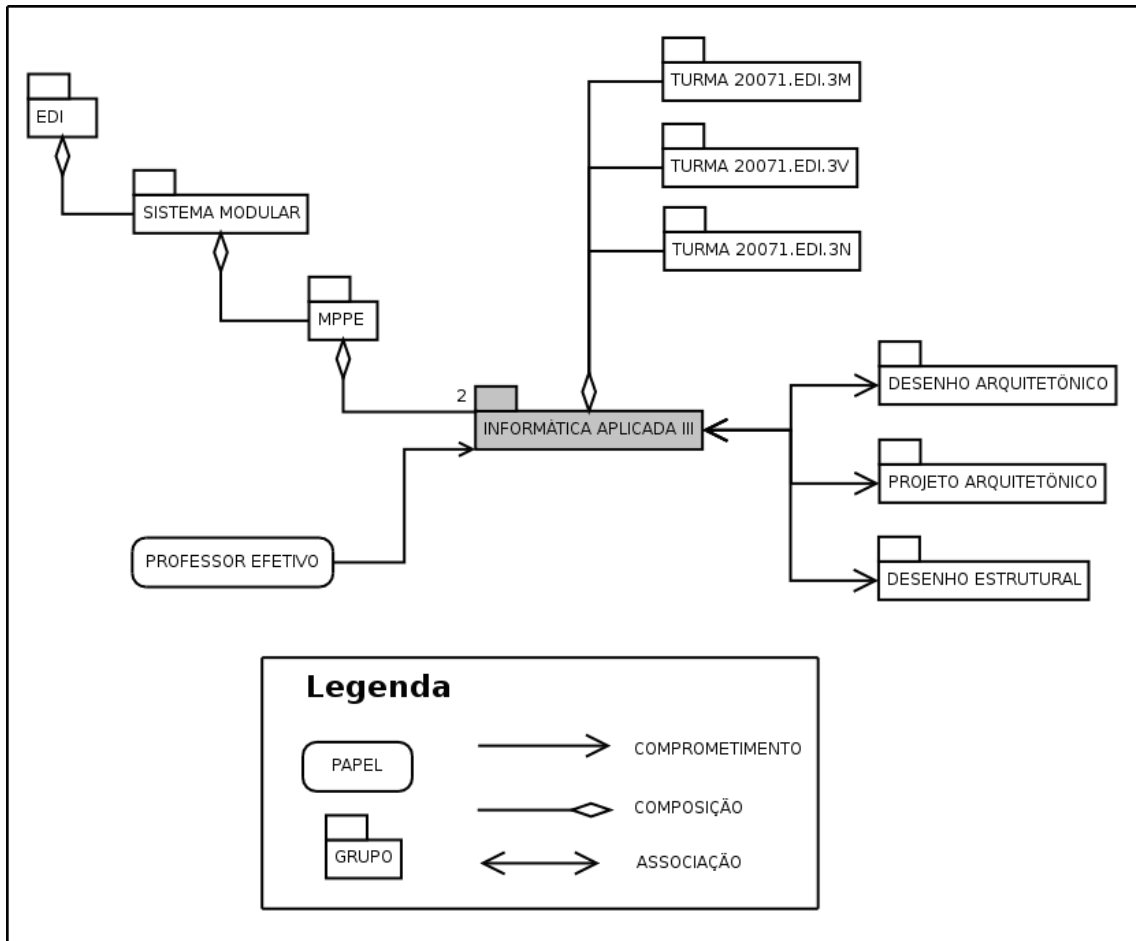 TURMA 20071.EDI.3M
EDI
TURMA 20071.EDI.3V
SISTEMA MODULAR
TURMA 20071.EDI.3N
MPPE
DESENHO ARQUITETÔNICO
2
INFORMÁTICA APLICADA III
PROJETO ARQUITETÔNICO
PROFESSOR EFETIVO
DESENHO ESTRUTURAL
Legenda
PAPEL
COMPROMETIMENTO
COMPOSIÇÃO
GRUPO
ASSOCIAÇÃO